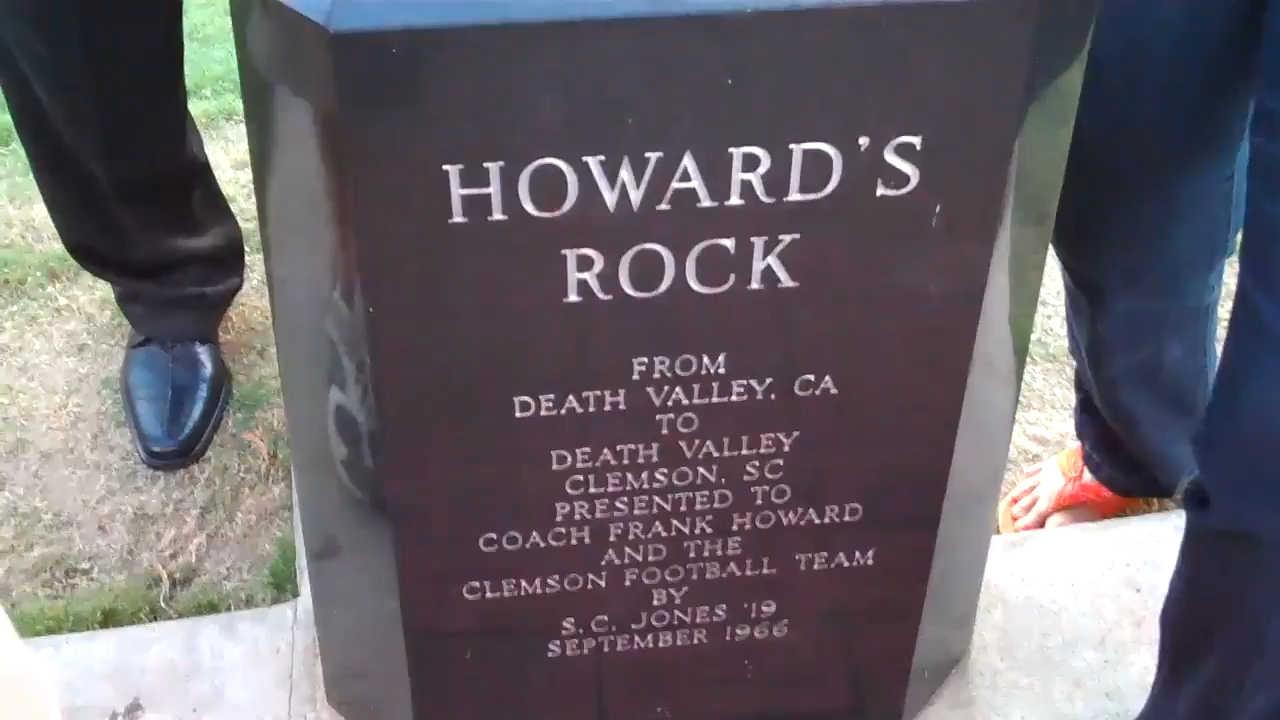 HOWARD'S
ROCK
FROM
DEATH VALLEY, CA
TO
DEATH VALLEY
CLEMSON, SC
PRESENTED TO
COACH FRANK HOWARD
AND THE
CLEMSON FOOTBALL TEAM
BY
S.C. JONES '19
SEPTEMBER 1966